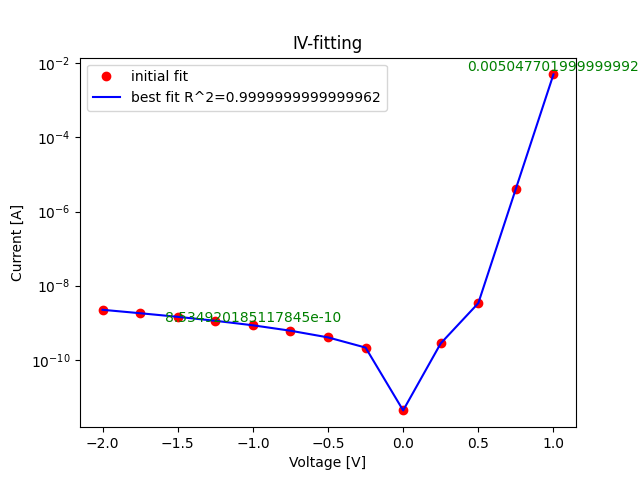 IV-fitting
0.005047701999999992
initial fit
best fit R^2=0.9999999999999962
8.534920185117845e-10
Current [A]
10^−2
10^−4
10^−6
10^−8
10^−10
−2.0 −1.5 −1.0 −0.5 0.0 0.5 1.0
Voltage [V]